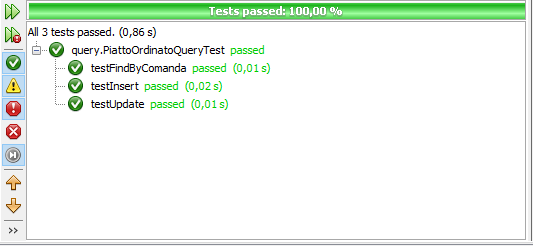 Tests passed: 100,00 %
All 3 tests passed. (0,86 s)
query.PiattoOrdinatoQueryTest passed
testFindByComanda passed (0,01 s)
testInsert passed (0,02 s)
testUpdate passed (0,01 s)